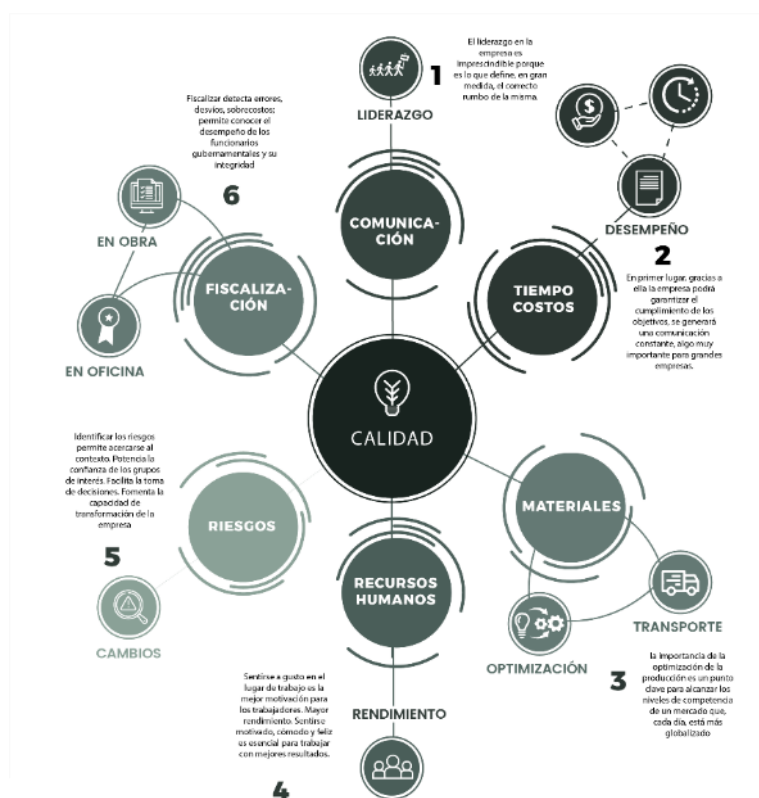 1
El liderazgo en la
empresa es
imprescindible porque
es lo que define, en gran
medida, el correcto
rumbo de la misma.
LIDERAZGO
COMUNICA-
CIÓN
DESEMPEÑO
2
TIEMPO
COSTOS
En primer lugar, gracias a
ella la empresa podrá
garantizar el
cumplimiento de los
objetivos, se generará
una comunicación
constante, algo muy
importante para grandes
empresas.
MATERIALES
TRANSPORTE
OPTIMIZACIÓN
3
la importancia de la
optimización de la
producción es un punto
clave para alcanzar los
niveles de competencia
de un mercado que,
cada día, está más
globalizado
RECURSOS
HUMANOS
RENDIMIENTO
Sentirse a gusto en el
lugar de trabajo es la
mejor motivación para
los trabajadores. Mayor
rendimiento. Sentirse
motivado, cómodo y feliz
es esencial para trabajar
con mejores resultados.
4
Identificar los riesgos
permite acercarse al
contexto. Potencia la
confianza de los grupos
de interés. Facilita la toma
de decisiones. Fomenta la
capacidad de
transformación de la
empresa
5
RIESGOS
CAMBIOS
Fiscalizar detecta errores,
desvíos, sobrecostos;
permite conocer el
desempeño de los
funcionarios
gubernamentales y su
integridad
6
EN OBRA
FISCALIZA-
CIÓN
EN OFICINA
CALIDAD